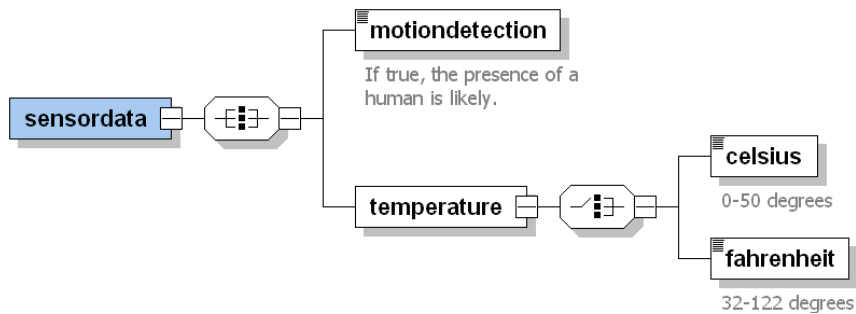 motiondetection
If true, the presence of a
human is likely.
sensordata
celsius
0-50 degrees
temperature
fahrenheit
32-122 degrees